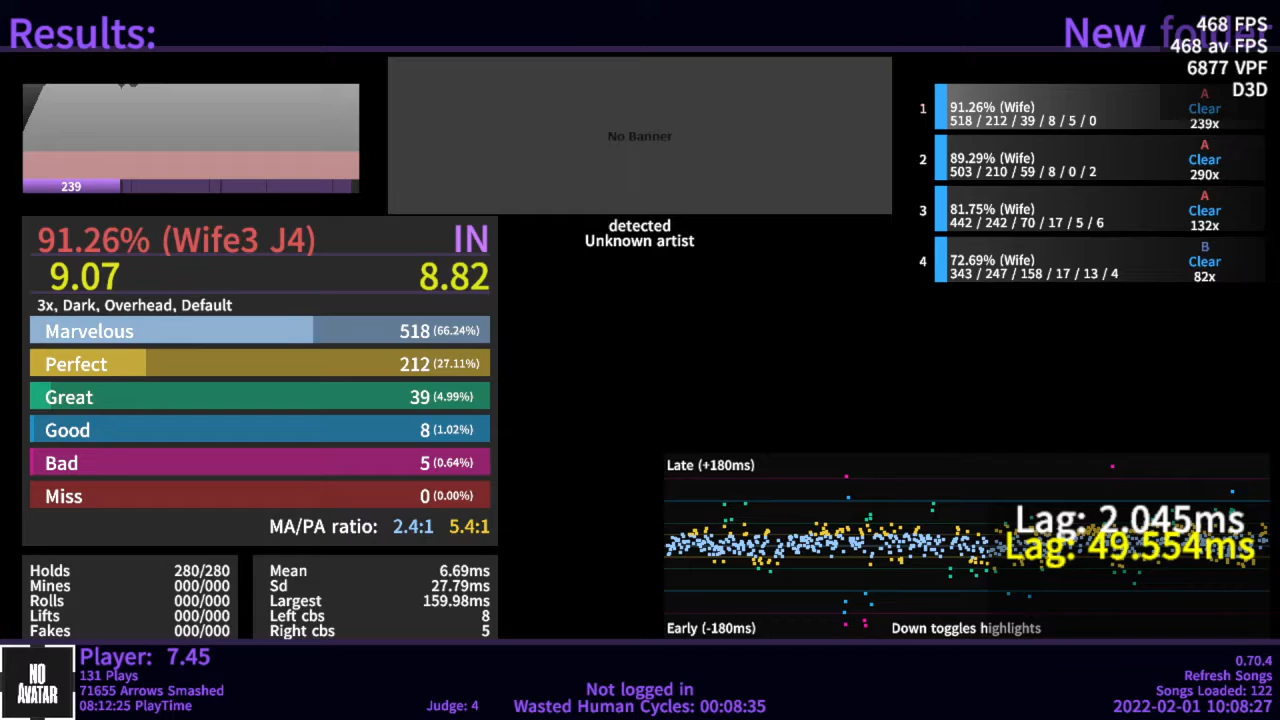 Results:
New folder
468 FPS
468 av FPS
6877 VPF
D3D
239
No Banner
detected
Unknown artist
1 91.26% (Wife) A
518 / 212 / 39 / 8 / 5 / 0 Clear
239x
2 89.29% (Wife) A
503 / 210 / 59 / 8 / 0 / 2 Clear
290x
3 81.75% (Wife) A
442 / 242 / 70 / 17 / 5 / 6 Clear
132x
4 72.69% (Wife) B
343 / 247 / 158 / 17 / 13 / 4 Clear
82x
91.26% (Wife3 J4) IN
9.07 8.82
3x, Dark, Overhead, Default
Marvelous 518 (66.24%)
Perfect 212 (27.11%)
Great 39 (4.99%)
Good 8 (1.02%)
Bad 5 (0.64%)
Miss 0 (0.00%)
MA/PA ratio: 2.4:1 5.4:1
Holds 280/280
Mines 000/000
Rolls 000/000
Lifts 000/000
Fakes 000/000
Mean 6.69ms
Sd 27.79ms
Largest 159.98ms
Left cbs 8
Right cbs 5
Late (+180ms)
Lag: 2.045ms
Lag: 49.554ms
Early (-180ms)
Down toggles highlights
NO AVATAR
Player: 7.45
131 Plays
71655 Arrows Smashed
08:12:25 PlayTime
Judge: 4
Not logged in
Wasted Human Cycles: 00:08:35
0.70.4
Refresh Songs
Songs Loaded: 122
2022-02-01 10:08:27